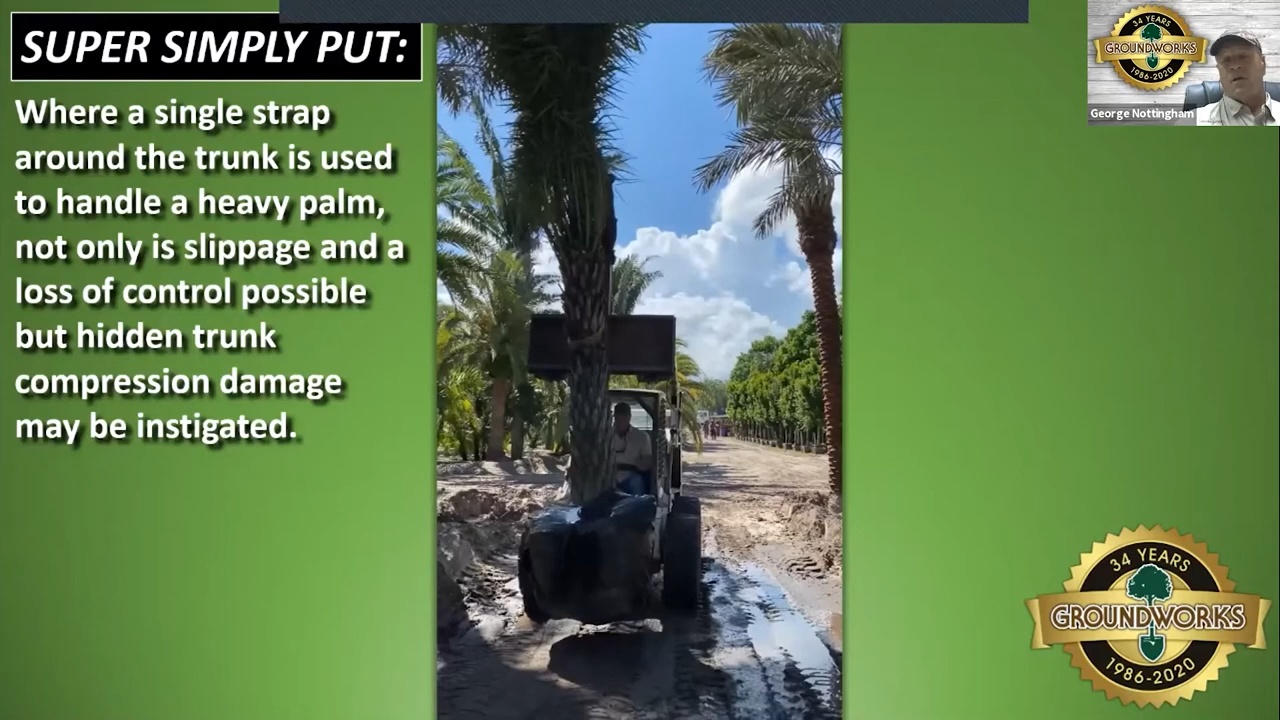 SUPER SIMPLY PUT:
Where a single strap
around the trunk is used
to handle a heavy palm,
not only is slippage and a
loss of control possible
but hidden trunk
compression damage
may be instigated.
34 YEARS
GROUNDWORKS
1986-2020
George Nottingham
34 YEARS
GROUNDWORKS
1986-2020